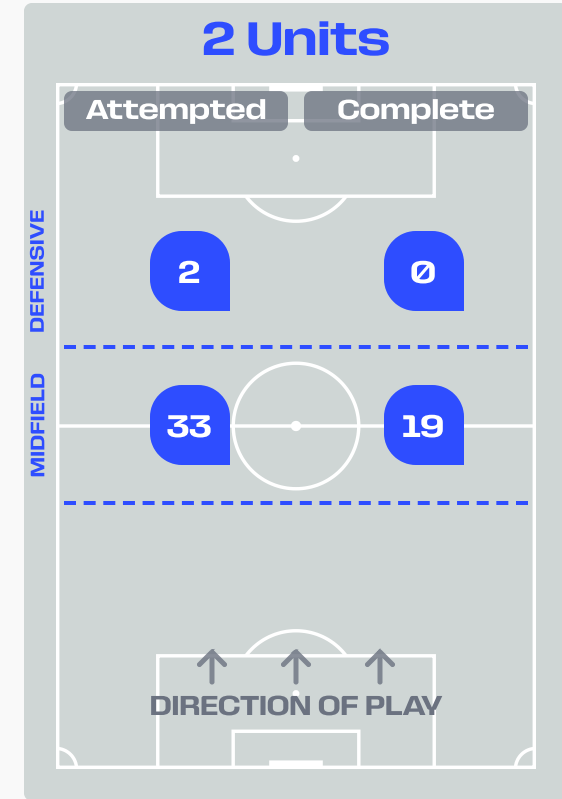 2 Units
Attempted Complete
DEFENSIVE
2 0
MIDFIELD
33 19
DIRECTION OF PLAY